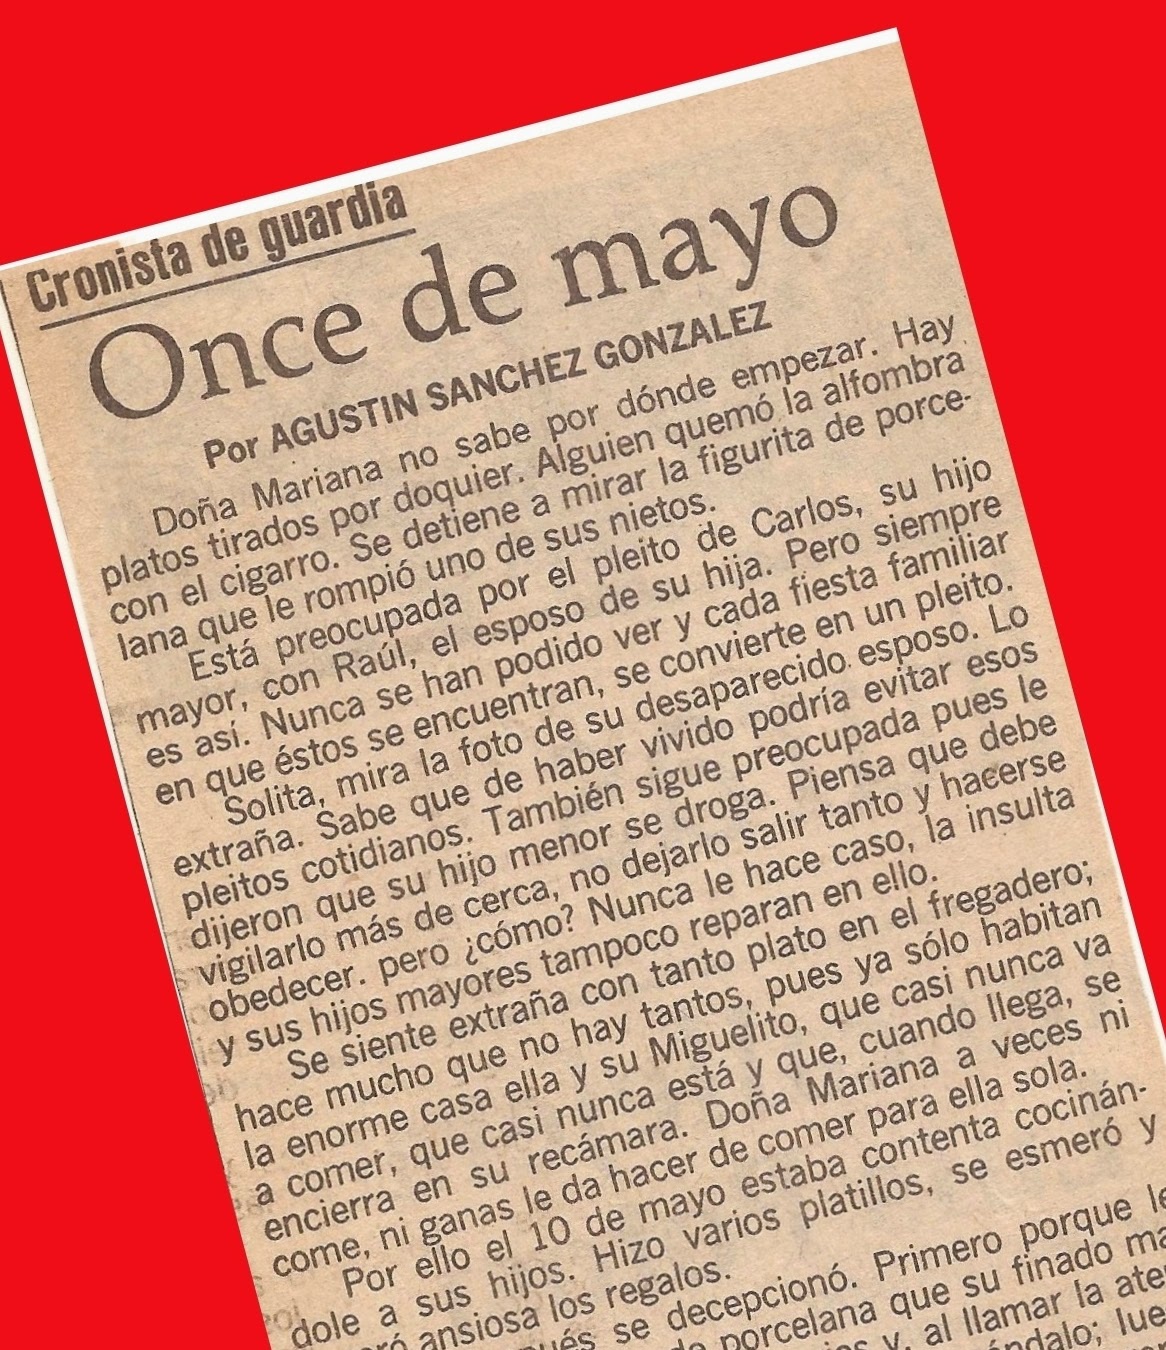 Cronista de guardia
Once de mayo
Por AGUSTIN SANCHEZ GONZALEZ
Doña Mariana no sabe por dónde empezar. Hay
platos tirados por doquier. Alguien quemó la alfombra
con el cigarro. Se detiene a mirar la figurita de porce-
lana que le rompió uno de sus nietos.
Está preocupada por el pleito de Carlos, su hijo
mayor, con Raúl, el esposo de su hija. Pero siempre
es así. Nunca se han podido ver y cada fiesta familiar
en que éstos se encuentran, se convierte en un pleito.
Solita, mira la foto de su desaparecido esposo. Lo
extraña. Sabe que de haber vivido podría evitar esos
pleitos cotidianos. También sigue preocupada pues le
dijeron que su hijo menor se droga. Piensa que debe
vigilarlo más de cerca, no dejarlo salir tanto y hacerse
obedecer. pero ¿cómo? Nunca le hace caso, la insulta
y sus hijos mayores tampoco reparan en ello.
Se siente extraña con tanto plato en el fregadero;
hace mucho que no hay tantos, pues ya sólo habitan
la enorme casa ella y su Miguelito, que casi nunca va
a comer, que casi nunca está y que, cuando llega, se
encierra en su recámara. Doña Mariana a veces ni
come, ni ganas le da hacer de comer para ella sola.
Por ello el 10 de mayo estaba contenta cocinán-
dole a sus hijos. Hizo varios platillos, se esmeró y
ansiosa los regalos.
se decepcionó. Primero porque
porcelana que su finado
y, al llamar la